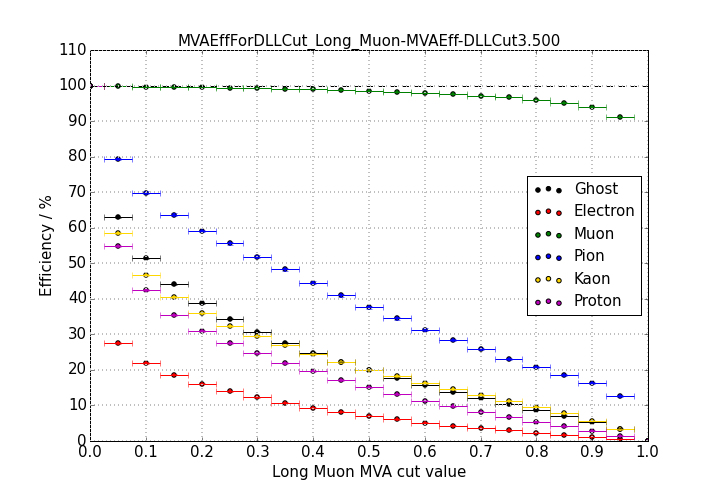 MVAEffForDLLCut_Long_Muon-MVAEff-DLLCut3.500
110
100
90
80
70
60
50
40
30
20
10
0
Efficiency / %
Ghost
Electron
Muon
Pion
Kaon
Proton
0.0 0.1 0.2 0.3 0.4 0.5 0.6 0.7 0.8 0.9 1.0
Long Muon MVA cut value